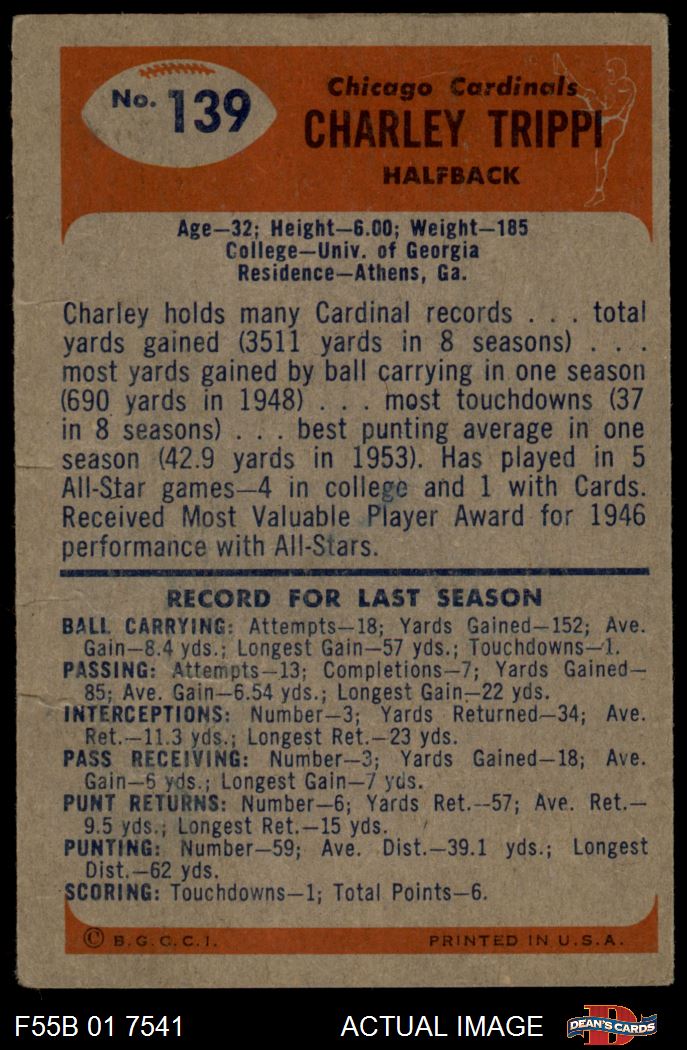 No. 139
Chicago Cardinals
CHARLEY TRIPPI
HALFBACK
Age—32; Height—6.00; Weight—185
College—Univ. of Georgia
Residence—Athens, Ga.
Charley holds many Cardinal records . . . total
yards gained (3511 yards in 8 seasons) . . .
most yards gained by ball carrying in one season
(690 yards in 1948) . . . most touchdowns (37
in 8 seasons) . . . best punting average in one
season (42.9 yards in 1953). Has played in 5
All-Star games—4 in college and 1 with Cards.
Received Most Valuable Player Award for 1946
performance with All-Stars.
RECORD FOR LAST SEASON
BALL CARRYING: Attempts—18; Yards Gained—152; Ave.
Gain—8.4 yds.; Longest Gain—57 yds.; Touchdowns—1.
PASSING: Attempts—13; Completions—7; Yards Gained—
85; Ave. Gain—6.54 yds.; Longest Gain—22 yds.
INTERCEPTIONS: Number—3; Yards Returned—34; Ave.
Ret.—11.3 yds.; Longest Ret.—23 yds.
PASS RECEIVING: Number—3; Yards Gained—18; Ave.
Gain—6 yds.; Longest Gain—7 yds.
PUNT RETURNS: Number—6; Yards Ret.—57; Ave. Ret.—
9.5 yds.; Longest Ret.—15 yds.
PUNTING: Number—59; Ave. Dist.—39.1 yds.; Longest
Dist.—62 yds.
SCORING: Touchdowns—1; Total Points—6.
© B.G.C.C.I. PRINTED IN U.S.A.
F55B 01 7541 ACTUAL IMAGE D DEAN'S CARDS